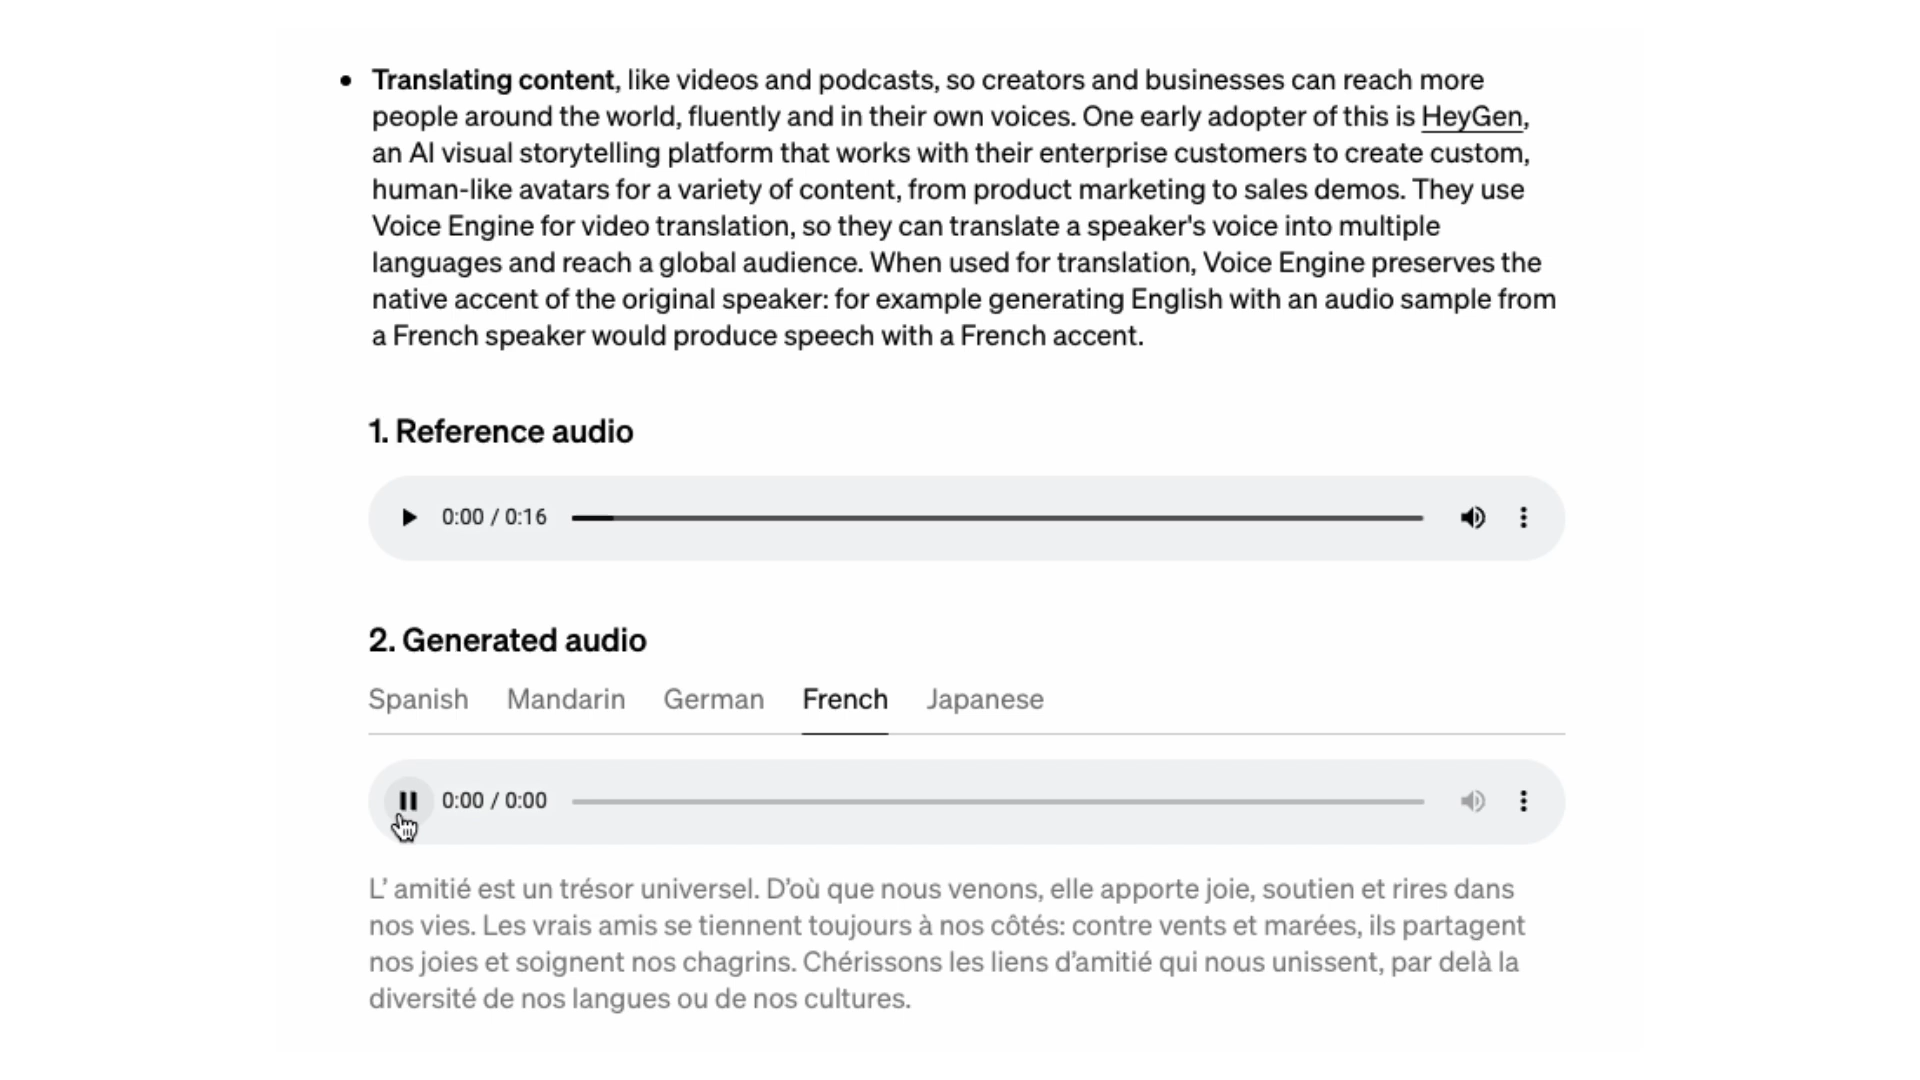 • Translating content, like videos and podcasts, so creators and businesses can reach more
people around the world, fluently and in their own voices. One early adopter of this is HeyGen,
an AI visual storytelling platform that works with their enterprise customers to create custom,
human-like avatars for a variety of content, from product marketing to sales demos. They use
Voice Engine for video translation, so they can translate a speaker's voice into multiple
languages and reach a global audience. When used for translation, Voice Engine preserves the
native accent of the original speaker: for example generating English with an audio sample from
a French speaker would produce speech with a French accent.
1. Reference audio
0:00 / 0:16
2. Generated audio
Spanish Mandarin German French Japanese
0:00 / 0:00
L’ amitié est un trésor universel. D’où que nous venons, elle apporte joie, soutien et rires dans
nos vies. Les vrais amis se tiennent toujours à nos côtés: contre vents et marées, ils partagent
nos joies et soignent nos chagrins. Chérissons les liens d’amitié qui nous unissent, par delà la
diversité de nos langues ou de nos cultures.